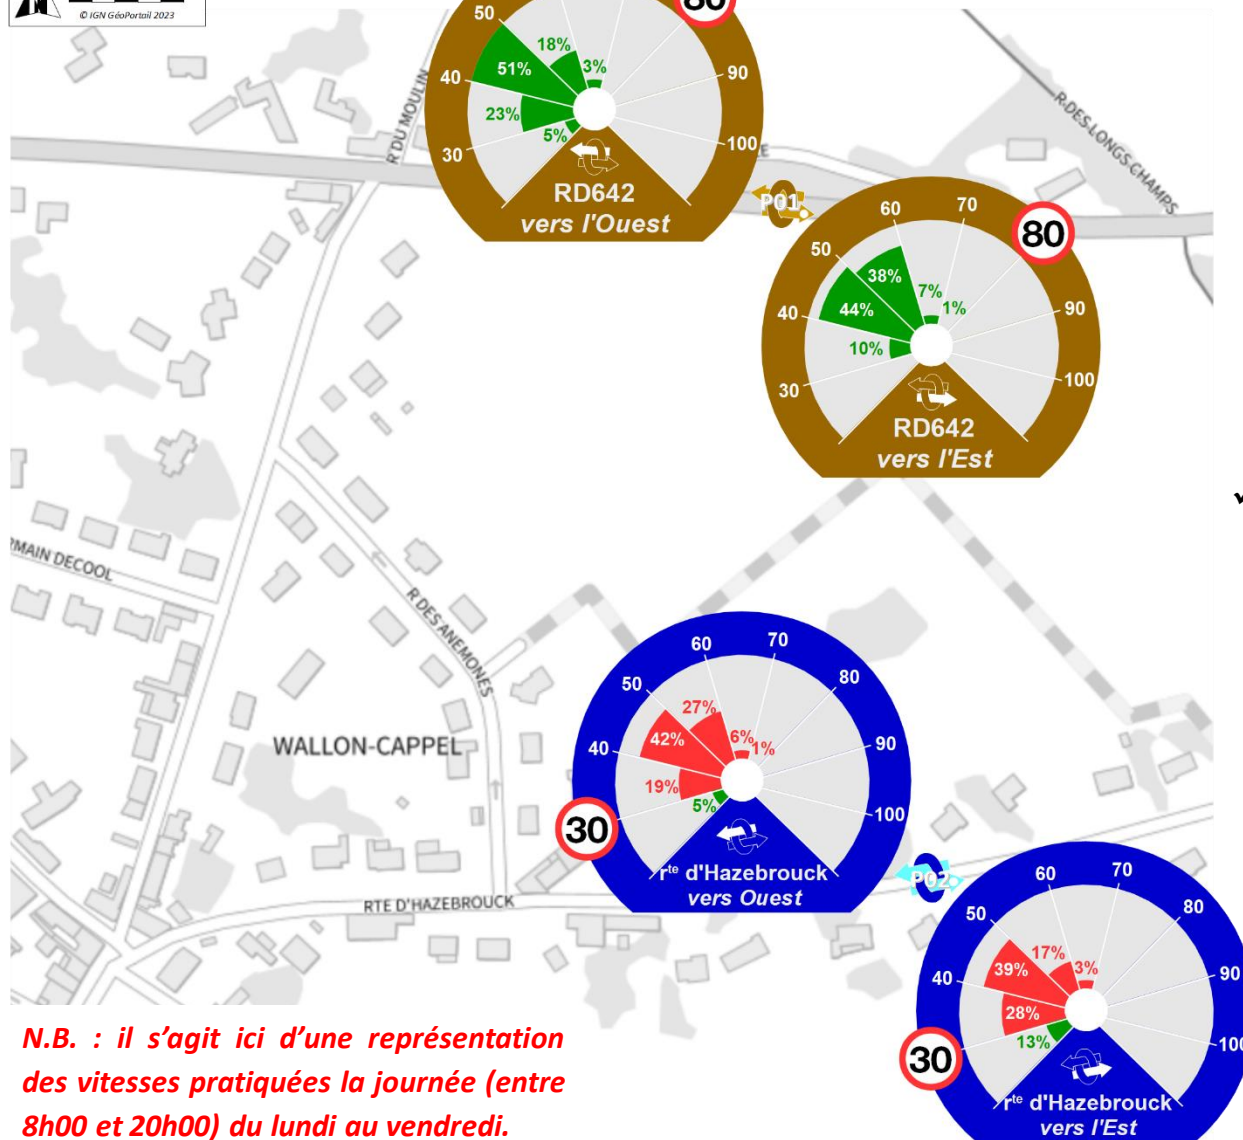 © IGN GéoPortail 2023
80
50
18%
3%
51%
40
90
23%
5%
30
100
R DU MOULIN
RD642
vers l'Ouest
R DES LONGS CHAMPS
P01
60
70
80
50
38%
7%
1%
44%
40
90
10%
30
100
RD642
vers l'Est
RMAIN DECOOL
R DES ANEMONES
WALLON-CAPPEL
60
70
50
80
27%
42%
6%
1%
40
90
19%
5%
30
100
rte d'Hazebrouck
vers Ouest
P02
RTE D'HAZEBROUCK
60
70
50
80
17%
39%
3%
40
90
28%
13%
30
100
rte d'Hazebrouck
vers l'Est
N.B. : il s’agit ici d’une représentation
des vitesses pratiquées la journée (entre
8h00 et 20h00) du lundi au vendredi.